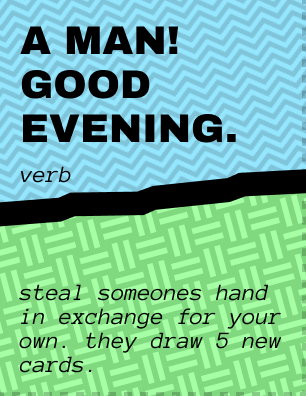 A MAN!
GOOD
EVENING.
verb
steal someones hand
in exchange for your
own. they draw 5 new
cards.